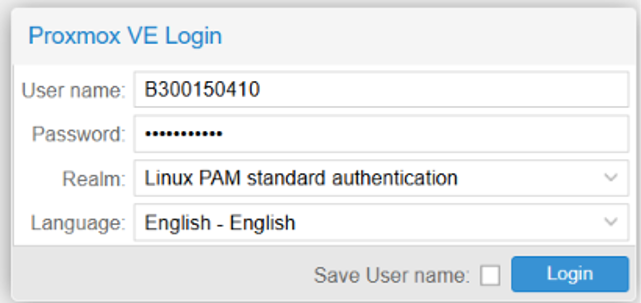 Proxmox VE Login
User name: B300150410
Password: •••••••••••
Realm: Linux PAM standard authentication
Language: English - English
Save User name: Login